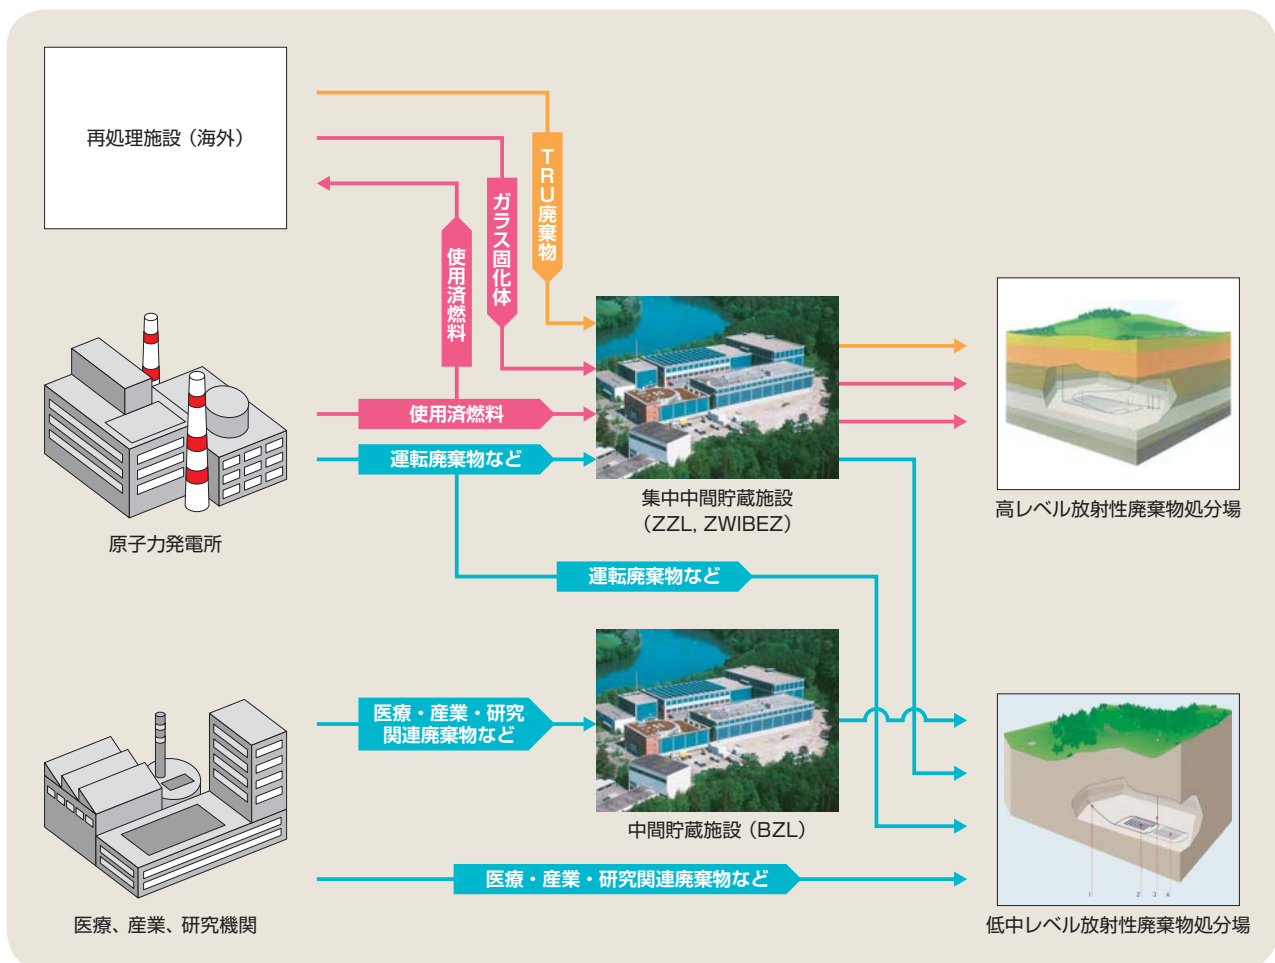 再処理施設（海外）
TRU廃棄物
ガラス固化体
使用済燃料
使用済燃料
運転廃棄物など
原子力発電所
集中中間貯蔵施設
（ZZL, ZWIBEZ）
高レベル放射性廃棄物処分場
運転廃棄物など
医療・産業・研究
関連廃棄物など
中間貯蔵施設（BZL）
医療・産業・研究関連廃棄物など
1 2 3 4
医療、産業、研究機関
低中レベル放射性廃棄物処分場